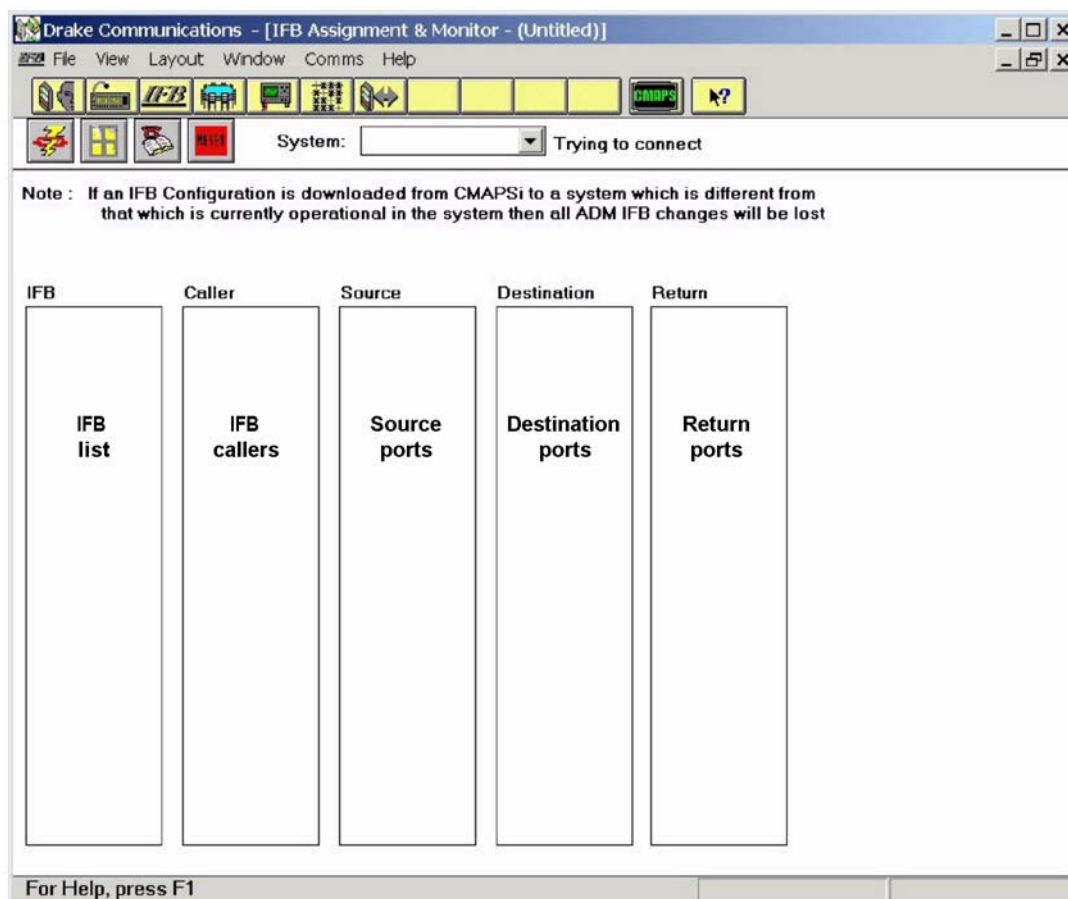 Drake Communications - [IFB Assignment & Monitor - (Untitled)]
File View Layout Window Comms Help
IFB CMAPS ?
System: Trying to connect
Note : If an IFB Configuration is downloaded from CMAPSi to a system which is different from
that which is currently operational in the system then all ADM IFB changes will be lost
IFB Caller Source Destination Return
IFB IFB Source Destination Return
list callers ports ports ports
For Help, press F1